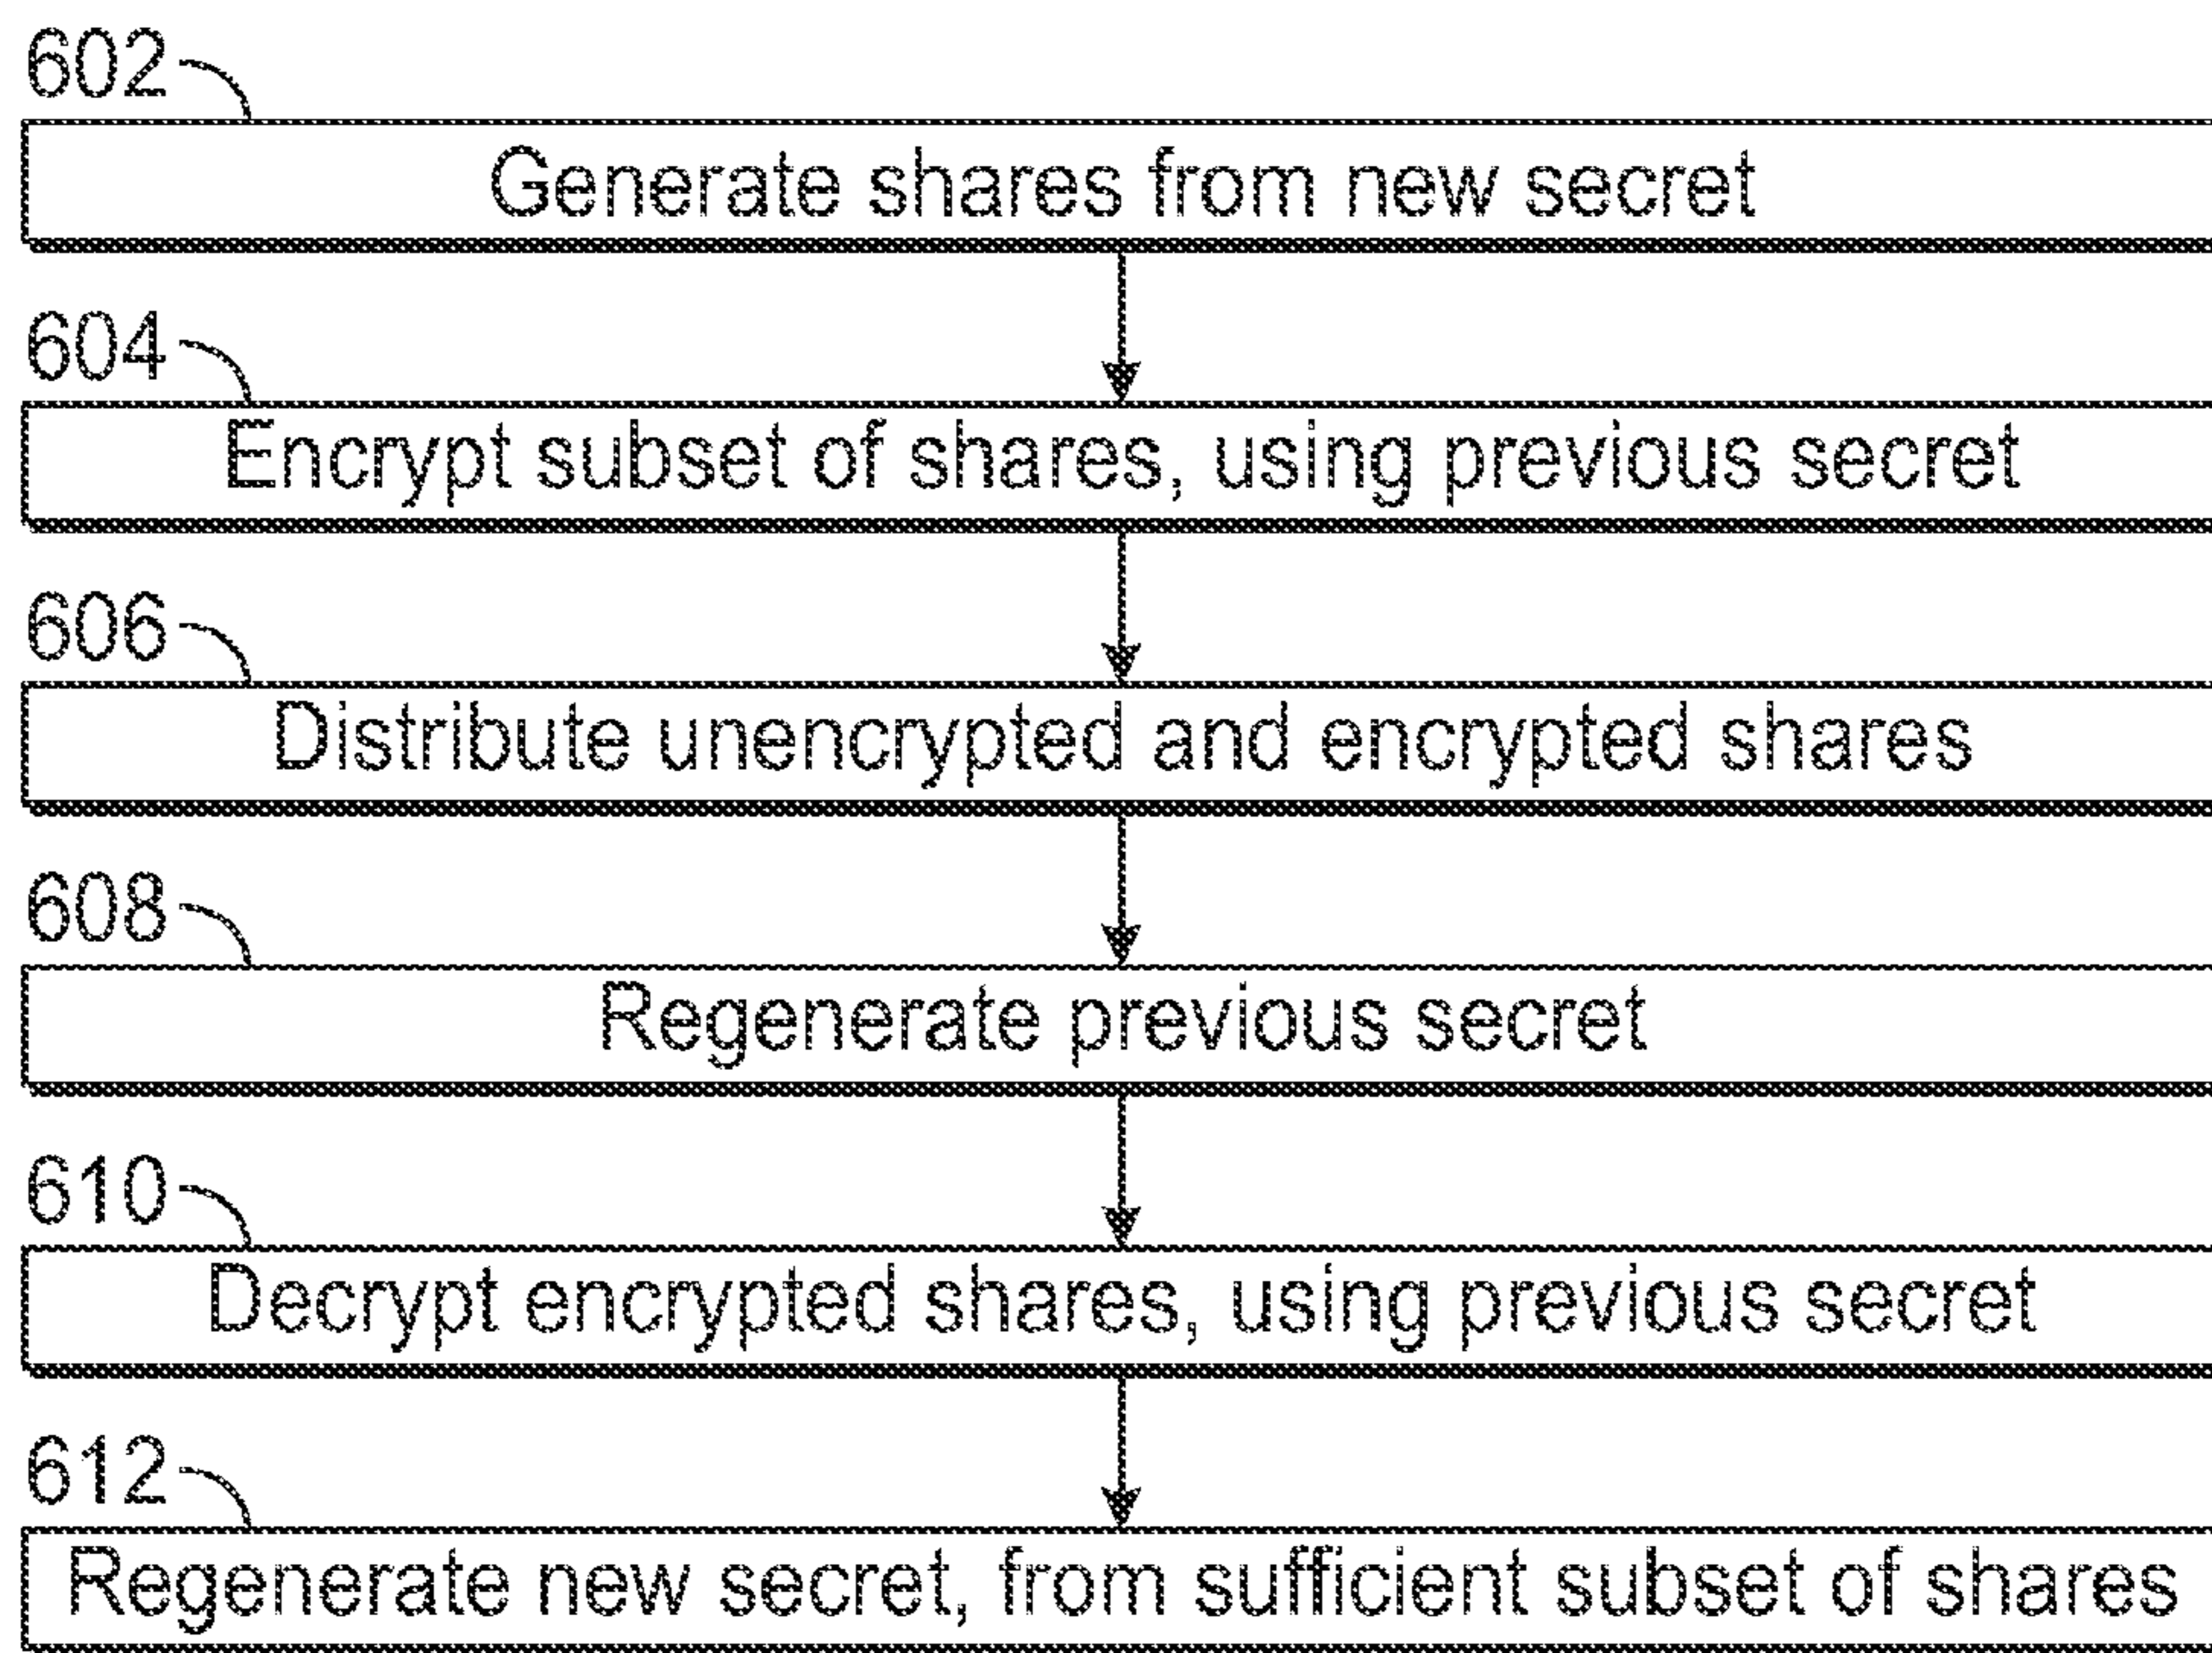 602
Generate shares from new secret
604
Encrypt subset of shares, using previous secret
606
Distribute unencrypted and encrypted shares
608
Regenerate previous secret
610
Decrypt encrypted shares, using previous secret
612
Regenerate new secret, from sufficient subset of shares